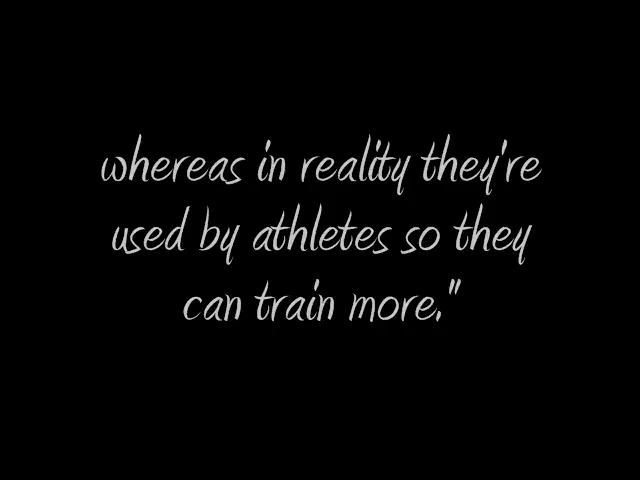 whereas in reality they're
used by athletes so they
can train more."